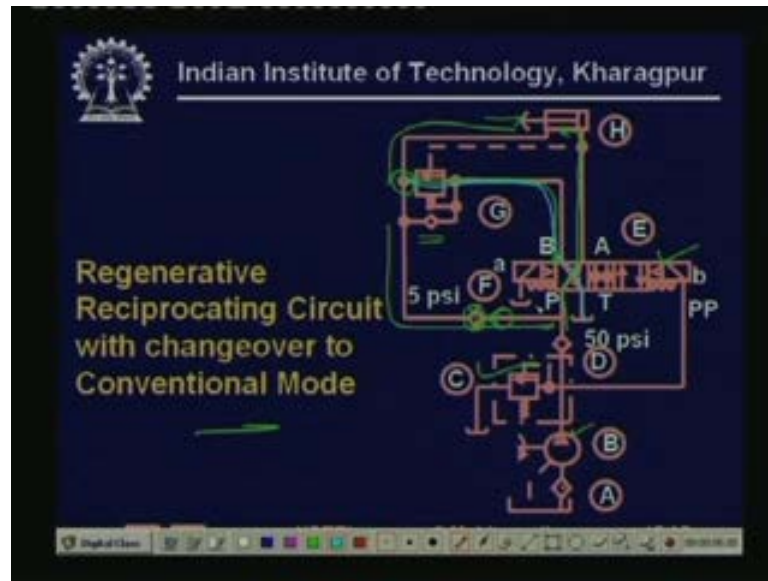 Indian Institute of Technology, Kharagpur
H
G
B A E
a F b
5 psi P T PP
Regenerative
Reciprocating Circuit
with changeover to
Conventional Mode
50 psi
C D
B
A